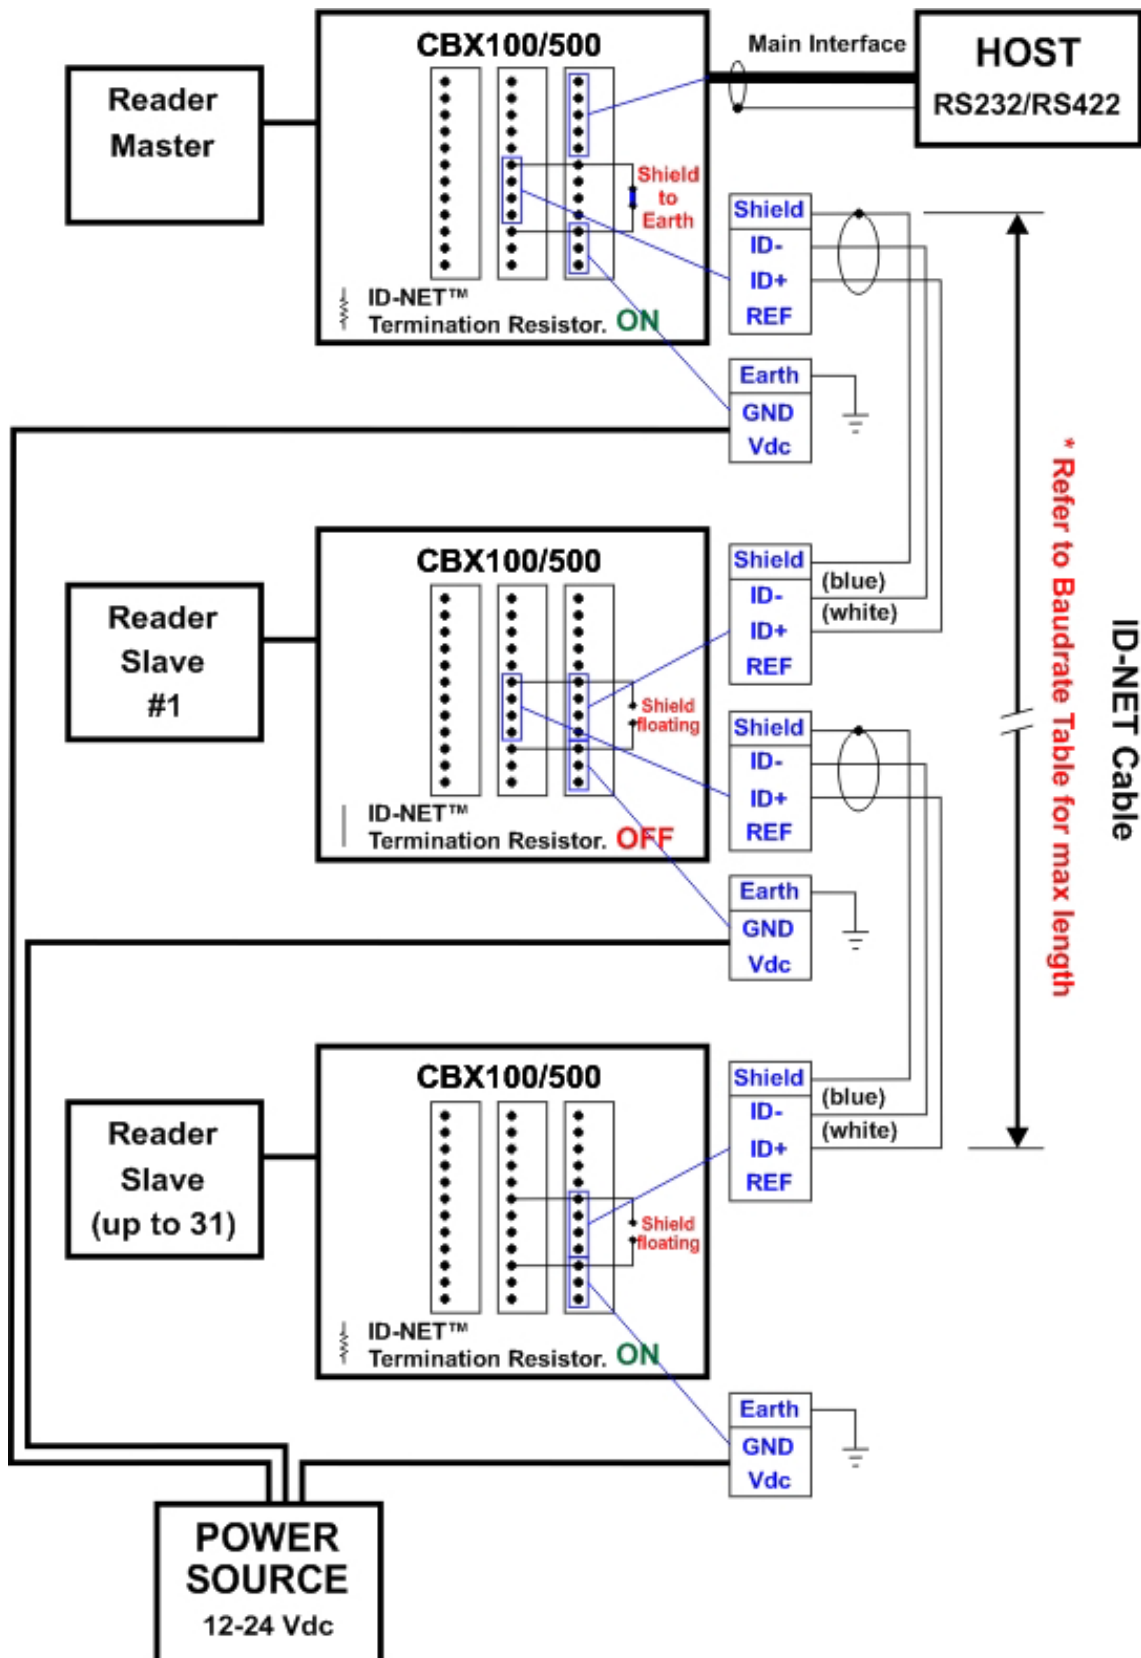 CBX100/500
Main Interface
HOST
RS232/RS422
Reader
Master
Shield
to
Earth
ID-NET™
Termination Resistor. ON
Shield
ID-
ID+
REF
Earth
GND
Vdc
CBX100/500
Reader
Slave
#1
Shield
floating
ID-NET™
Termination Resistor. OFF
Shield
(blue)
ID-
(white)
ID+
REF
Shield
ID-
ID+
REF
Earth
GND
Vdc
CBX100/500
Reader
Slave
(up to 31)
Shield
floating
ID-NET™
Termination Resistor. ON
Shield
(blue)
ID-
(white)
ID+
REF
Earth
GND
Vdc
ID-NET Cable
* Refer to Baudrate Table for max length
POWER
SOURCE
12-24 Vdc